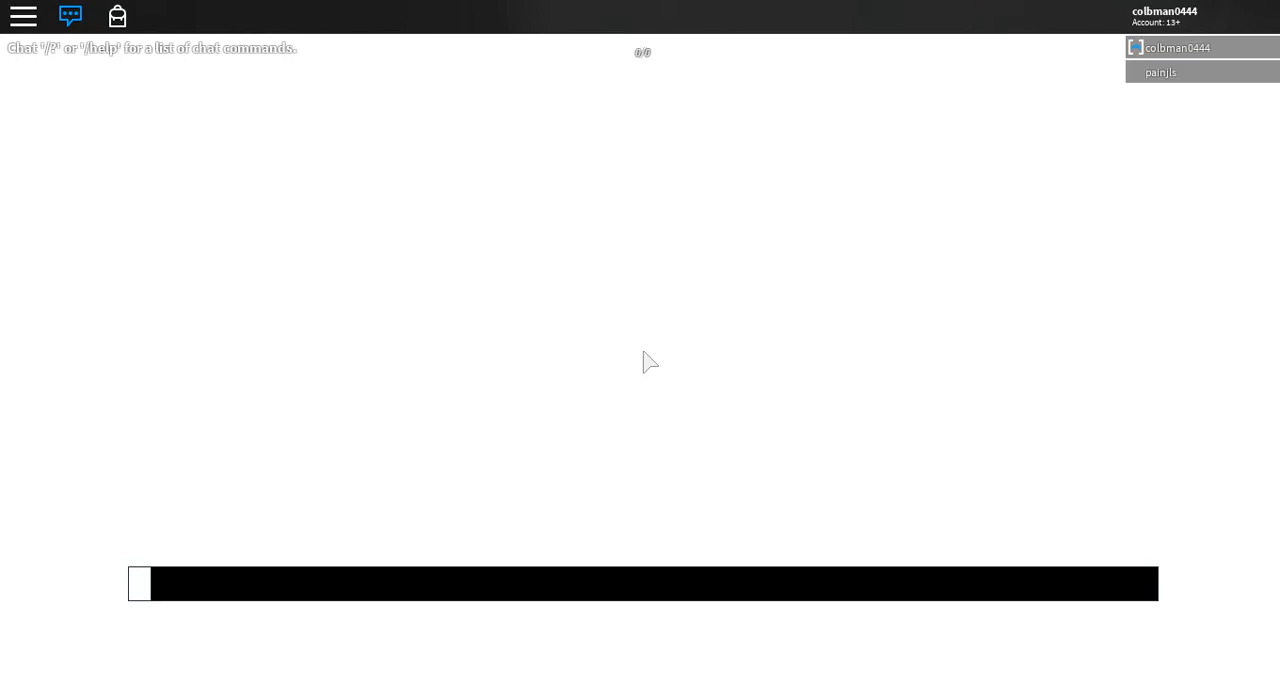 colbman0444
Account: 13+
Chat '/?' or '/help' for a list of chat commands.
0/0
colbman0444
painjls